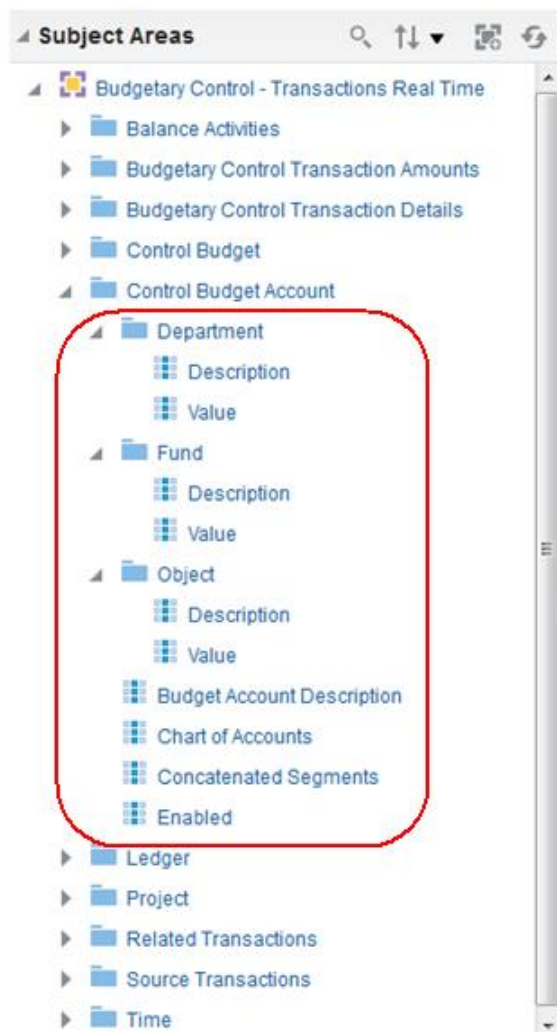 Subject Areas
Budgetary Control - Transactions Real Time
Balance Activities
Budgetary Control Transaction Amounts
Budgetary Control Transaction Details
Control Budget
Control Budget Account
Department
Description
Value
Fund
Description
Value
Object
Description
Value
Budget Account Description
Chart of Accounts
Concatenated Segments
Enabled
Ledger
Project
Related Transactions
Source Transactions
Time